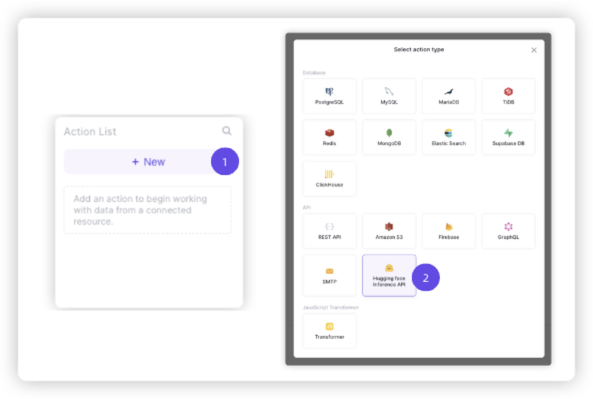 Action List
+ New
1
Add an action to begin working
with data from a connected
resource.
Select action type
Database
PostgreSQL
MySQL
MariaDB
TiDB
Redis
MongoDB
Elastic Search
Supabase DB
ClickHouse
API
REST API
Amazon S3
Firebase
GraphQL
SMTP
Hugging face
Inference API
2
JavaScript Transformer
Transformer